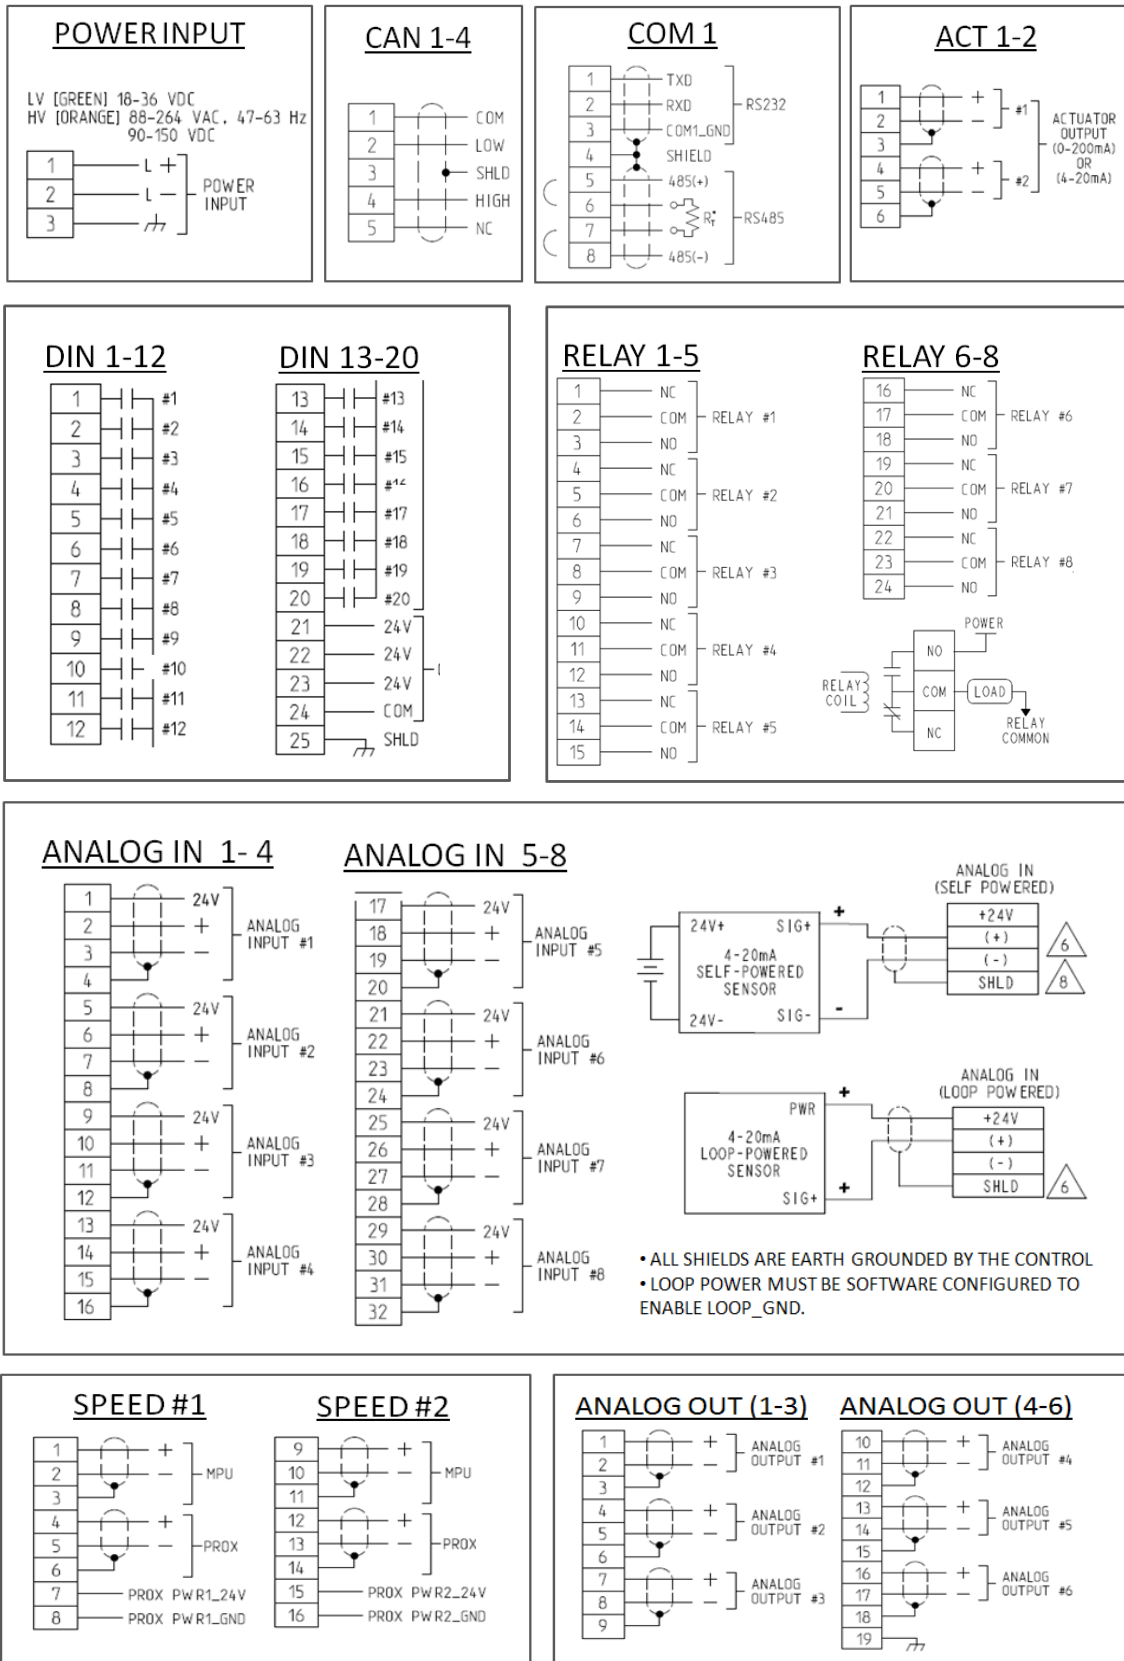 POWER INPUT
LV [GREEN] 18-36 VDC
HV [ORANGE] 88-264 VAC, 47-63 Hz
90-150 VDC
1 L +
2 L −
3
POWER
INPUT
CAN 1-4
1 COM
2 LOW
3 SHLD
4 HIGH
5 NC
COM 1
1 TXD
2 RXD
3 COM1_GND
RS232
4 SHIELD
5 485(+)
6
7
RT*
8 485(-)
RS485
ACT 1-2
1 +
2 −
3
#1
4 +
5 −
6
#2
ACTUATOR
OUTPUT
(0-200mA)
OR
(4-20mA)
DIN 1-12
1 #1
2 #2
3 #3
4 #4
5 #5
6 #6
7 #7
8 #8
9 #9
10 #10
11 #11
12 #12
DIN 13-20
13 #13
14 #14
15 #15
16
17 #17
18 #18
19 #19
20 #20
21 24V
22 24V
23 24V
24 COM
25 SHLD
RELAY 1-5
1 NC
2 COM RELAY #1
3 NO
4 NC
5 COM RELAY #2
6 NO
7 NC
8 COM RELAY #3
9 NO
10 NC
11 COM RELAY #4
12 NO
13 NC
14 COM RELAY #5
15 NO
RELAY 6-8
16 NC
17 COM RELAY #6
18 NO
19 NC
20 COM RELAY #7
21 NO
22 NC
23 COM RELAY #8
24 NO
POWER
NO
RELAY
COIL
COM
LOAD
NC
RELAY
COMMON
ANALOG IN 1- 4
1 24V
2 +
3 −
4
ANALOG
INPUT #1
5 24V
6 +
7 −
8
ANALOG
INPUT #2
9 24V
10 +
11 −
12
ANALOG
INPUT #3
13 24V
14 +
15 −
16
ANALOG
INPUT #4
ANALOG IN 5-8
17 24V
18 +
19 −
20
ANALOG
INPUT #5
21 24V
22 +
23 −
24
ANALOG
INPUT #6
25 24V
26 +
27 −
28
ANALOG
INPUT #7
29 24V
30 +
31 −
32
ANALOG
INPUT #8
ANALOG IN
(SELF POWERED)
24V+ SIG+ +
4-20mA
SELF-POWERED
SENSOR
24V- SIG- -
+24V
(+)
(-)
SHLD
6
8
ANALOG IN
(LOOP POWERED)
PWR +
4-20mA
LOOP-POWERED
SENSOR
SIG+ +
+24V
(+)
(-)
SHLD
6
• ALL SHIELDS ARE EARTH GROUNDED BY THE CONTROL
• LOOP POWER MUST BE SOFTWARE CONFIGURED TO
ENABLE LOOP_GND.
SPEED #1
1 +
2 −
3
MPU
4 +
5 −
6
PROX
7 PROX PWR1_24V
8 PROX PWR1_GND
SPEED #2
9 +
10 −
11
MPU
12 +
13 −
14
PROX
15 PROX PWR2_24V
16 PROX PWR2_GND
ANALOG OUT (1-3)
1 +
2 −
3
ANALOG
OUTPUT #1
4 +
5 −
6
ANALOG
OUTPUT #2
7 +
8 −
9
ANALOG
OUTPUT #3
ANALOG OUT (4-6)
10 +
11 −
12
ANALOG
OUTPUT #4
13 +
14 −
15
ANALOG
OUTPUT #5
16 +
17 −
18
ANALOG
OUTPUT #6
19